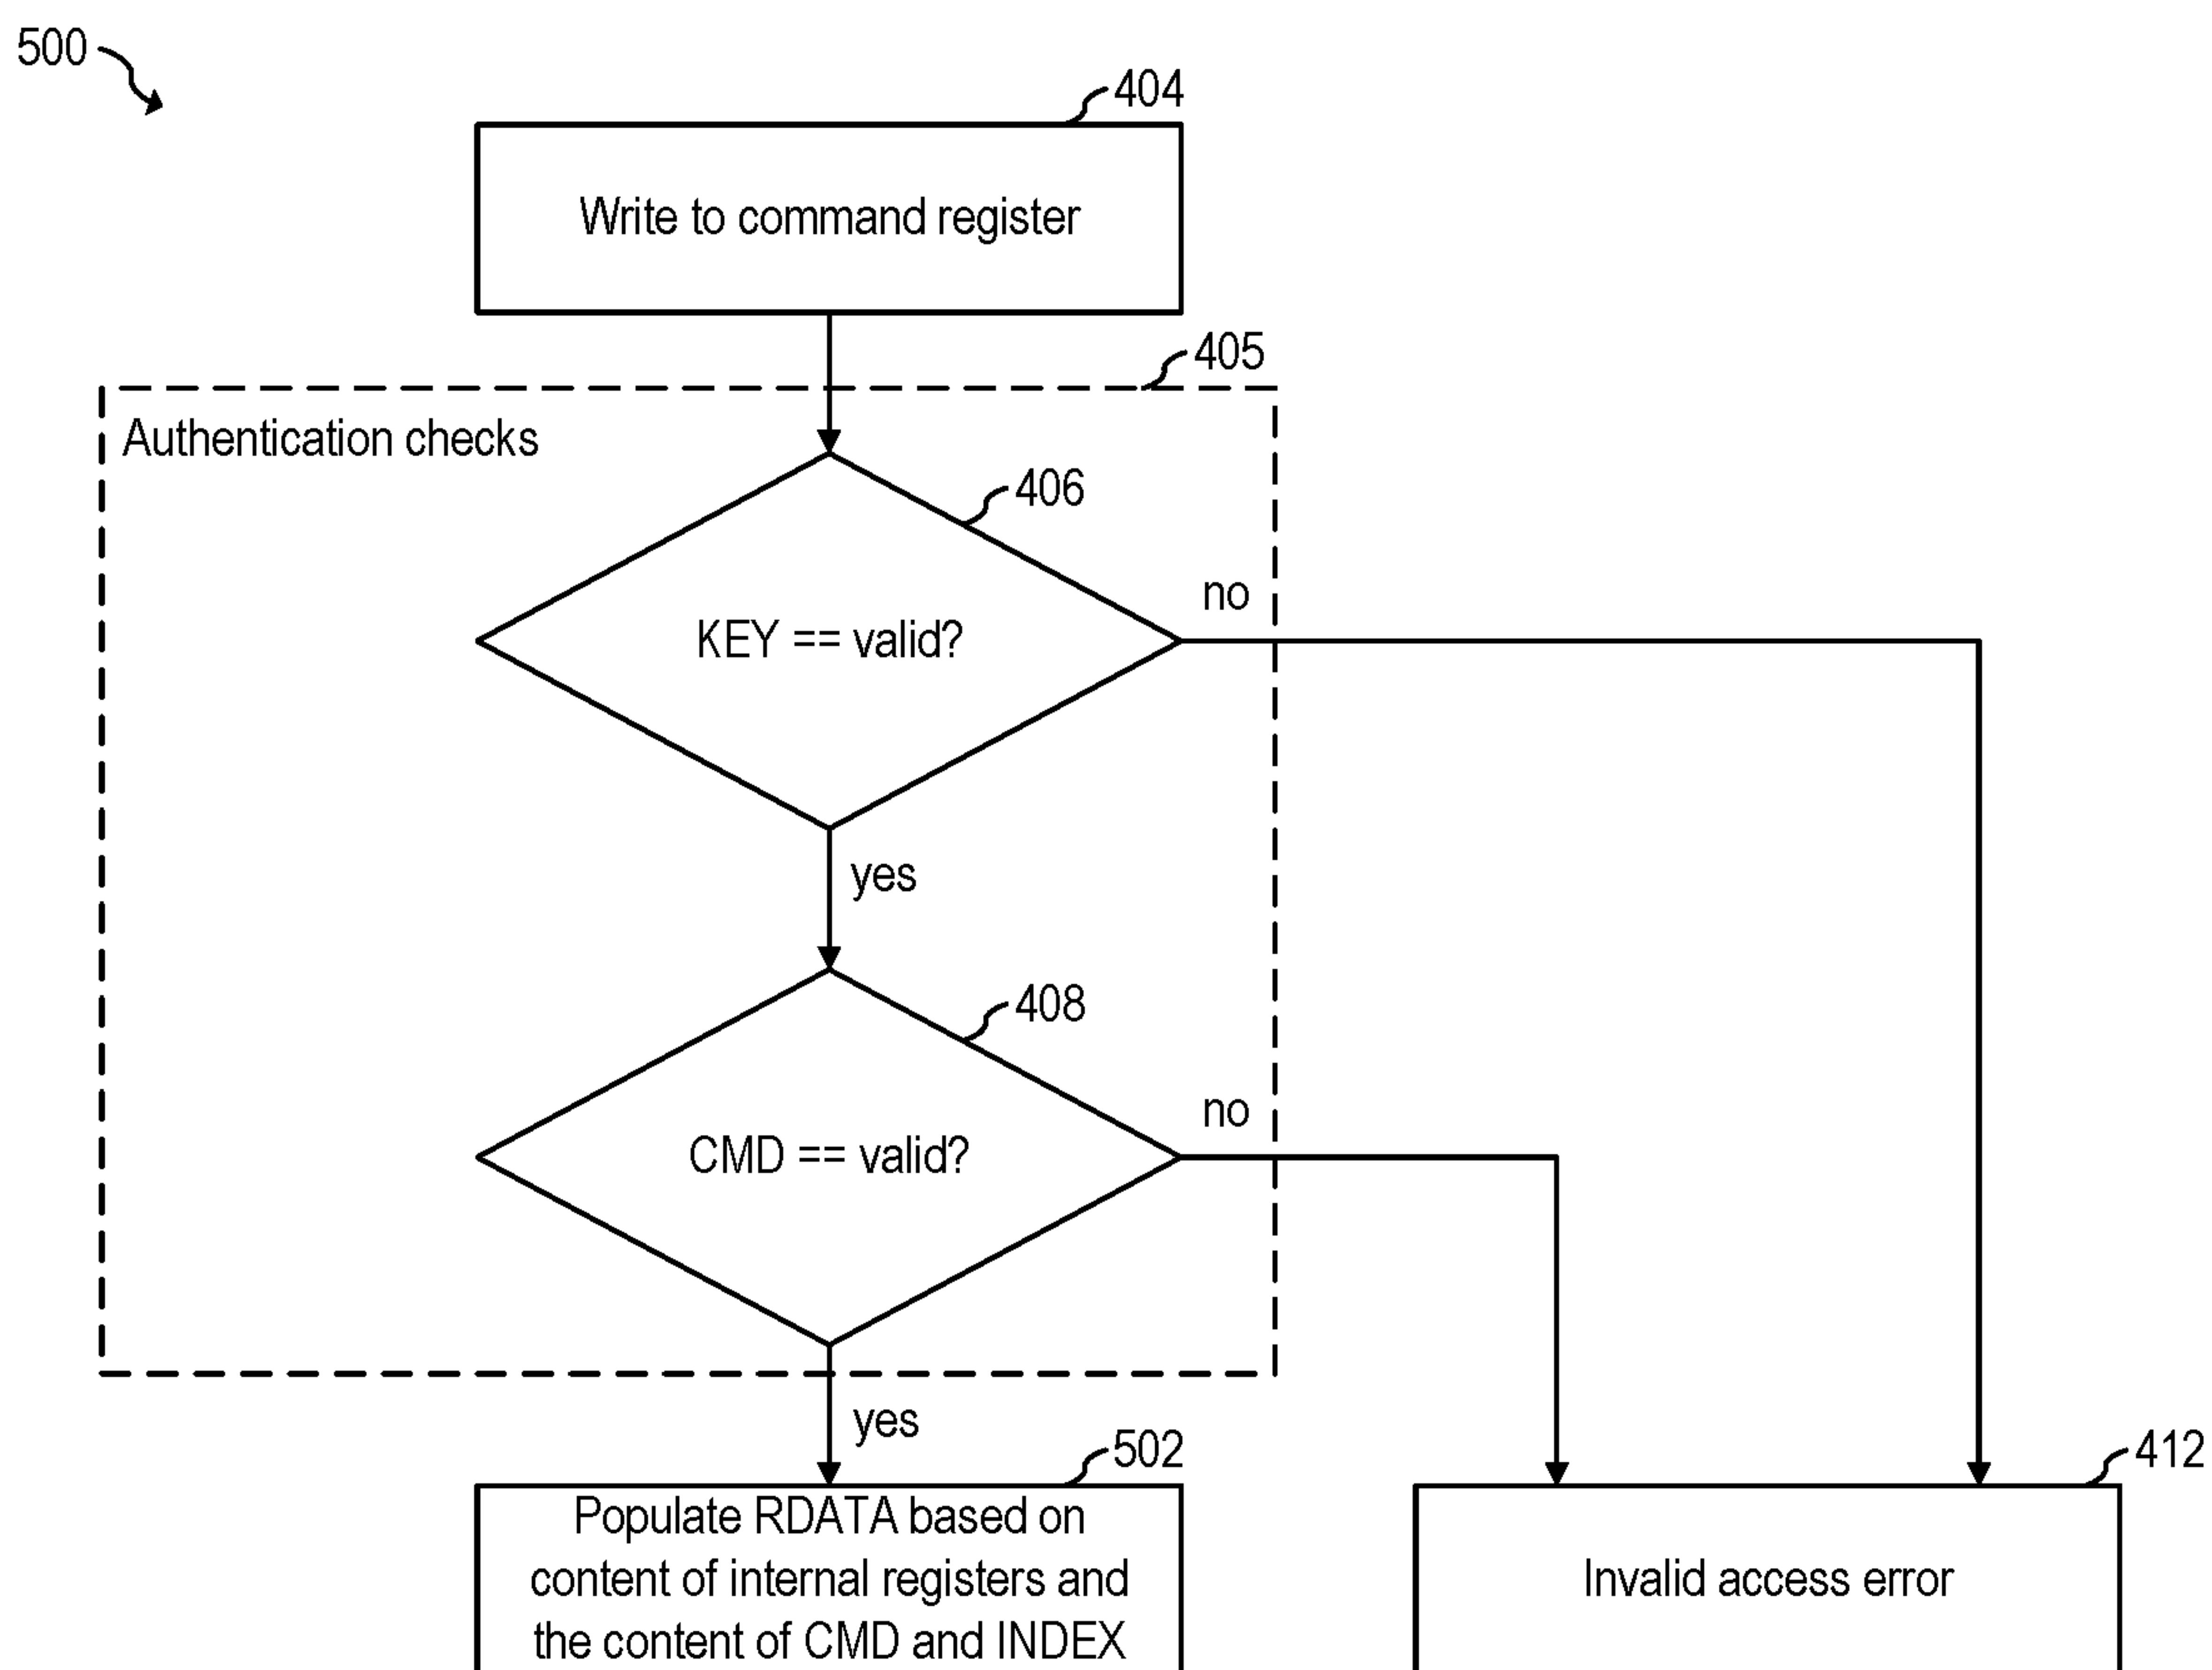 500
404
Write to command register
405
Authentication checks
406
no
KEY == valid?
yes
408
no
CMD == valid?
yes
502
412
Populate RDATA based on
content of internal registers and
the content of CMD and INDEX
Invalid access error